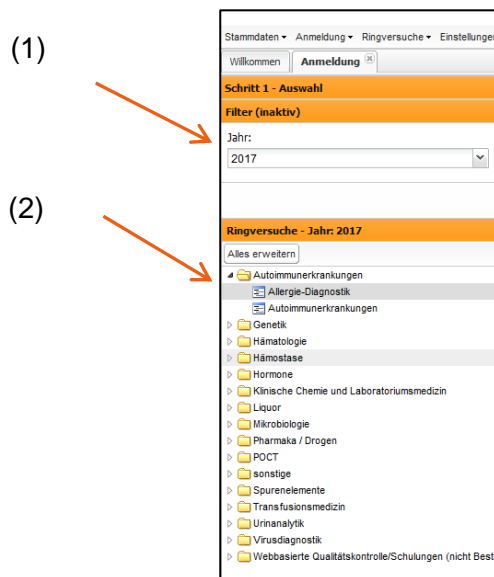 (1)
Stammdaten Anmeldung Ringversuche Einstellungen
Willkommen Anmeldung
Schritt 1 - Auswahl
Filter (inaktiv)
Jahr:
2017
(2)
Ringversuche - Jahr: 2017
Alles erweitern
Autoimmunerkrankungen
Allergie-Diagnostik
Autoimmunerkrankungen
Genetik
Hämatologie
Hämostase
Hormone
Klinische Chemie und Laboratoriumsmedizin
Liquor
Mikrobiologie
Pharmaka / Drogen
POCT
sonstige
Spurenelemente
Transfusionsmedizin
Urinanalytik
Virusdiagnostik
Webbasierte Qualitätskontrolle/Schulungen (nicht Best